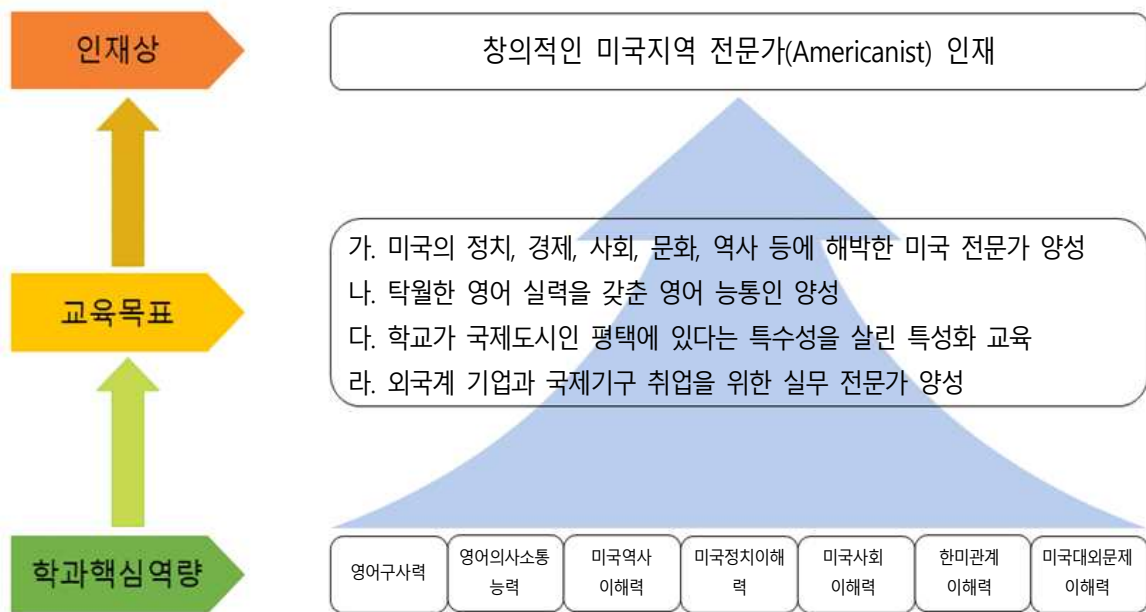 인재상
창의적인 미국지역 전문가(Americanist) 인재
가. 미국의 정치, 경제, 사회, 문화, 역사 등에 해박한 미국 전문가 양성
나. 탁월한 영어 실력을 갖춘 영어 능통인 양성
교육목표
다. 학교가 국제도시인 평택에 있다는 특수성을 살린 특성화 교육
라. 외국계 기업과 국제기구 취업을 위한 실무 전문가 양성
학과핵심역량
영어구사력
영어의사소통
능력
미국역사
이해력
미국정치이해
력
미국사회
이해력
한미관계
이해력
미국대외문제
이해력